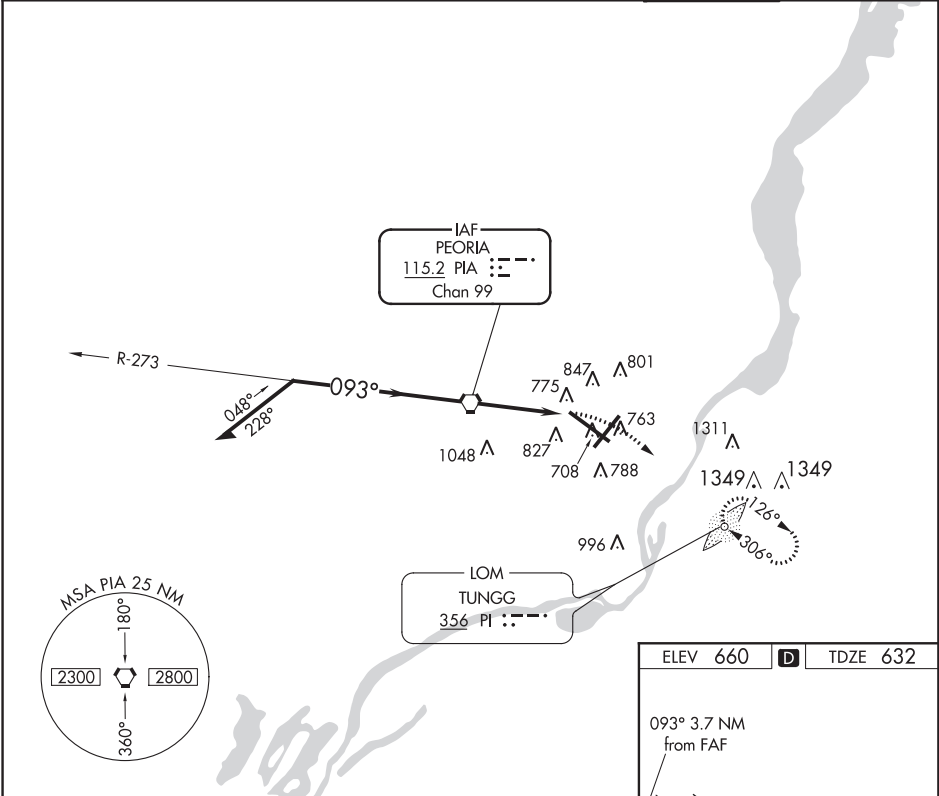 IAF
PEORIA
115.2 PIA
Chan 99
R-273
093°
048°
228°
847
801
775
763
1048
827
708
788
1311
1349
1349
126°
306°
996
LOM
TUNGG
356 PI
MSA PIA 25 NM
180°
2300
2800
360°
ELEV 660 D TDZE 632
093° 3.7 NM
from FAF